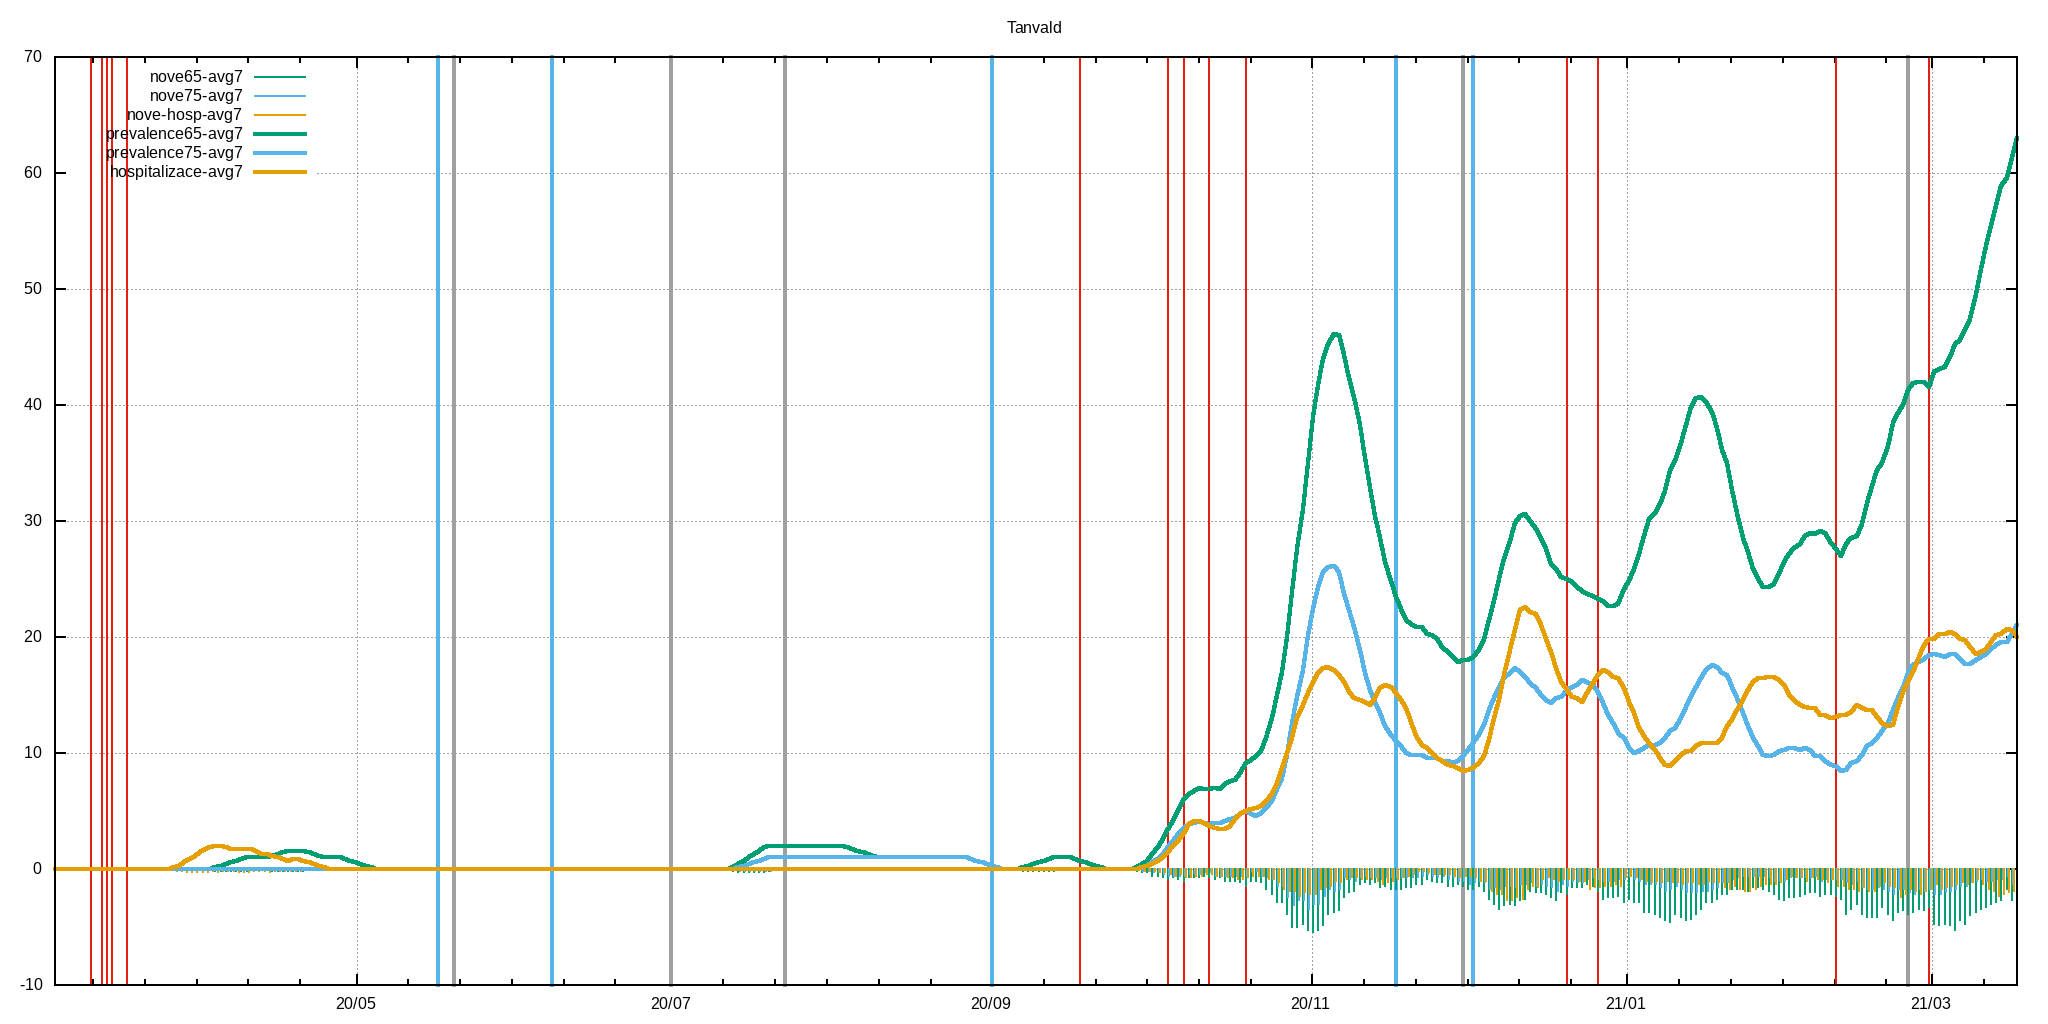 Tanvald
70
nove65-avg7
nove75-avg7
nove-hosp-avg7
prevalence65-avg7
prevalence75-avg7
hospitalizace-avg7
60
50
40
30
20
10
0
-10
20/05 20/07 20/09 20/11 21/01 21/03